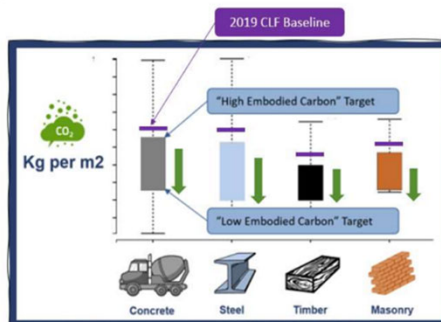 2019 CLF Baseline
"High Embodied Carbon" Target
CO2
Kg per m2
"Low Embodied Carbon" Target
Concrete Steel Timber Masonry